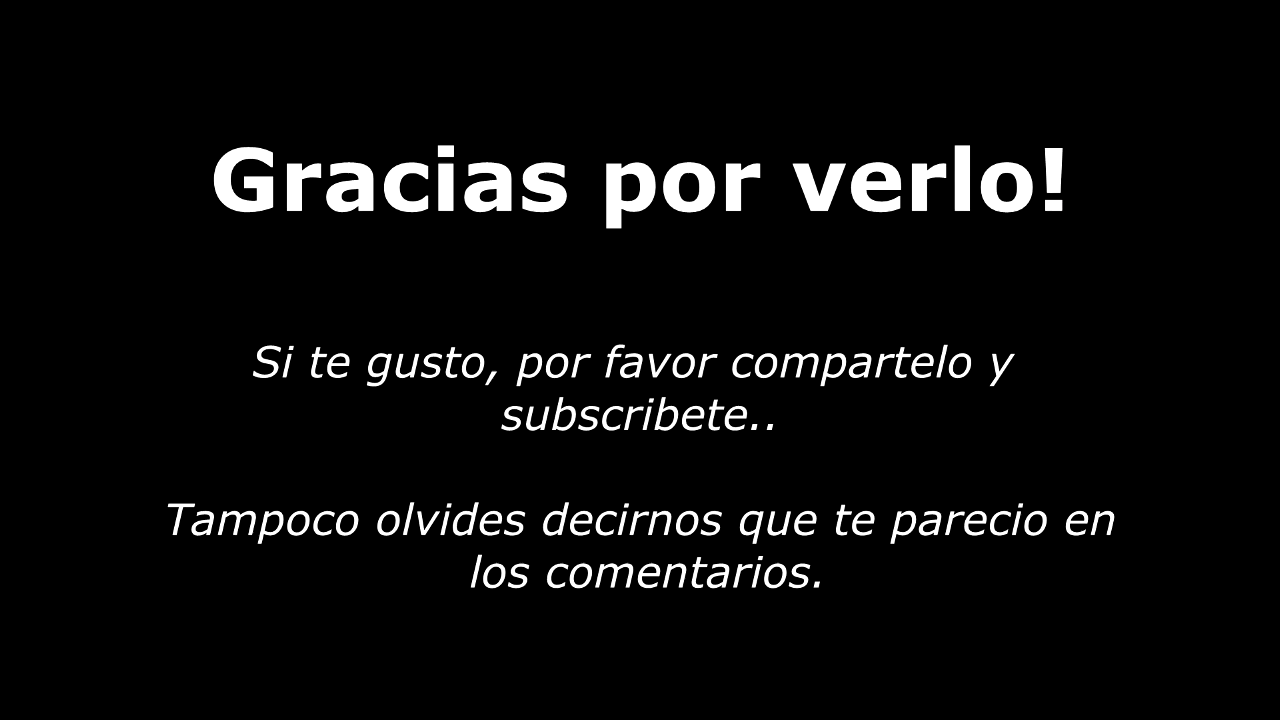 Gracias por verlo!
Si te gusto, por favor compartelo y
subscribete..
Tampoco olvides decirnos que te parecio en
los comentarios.